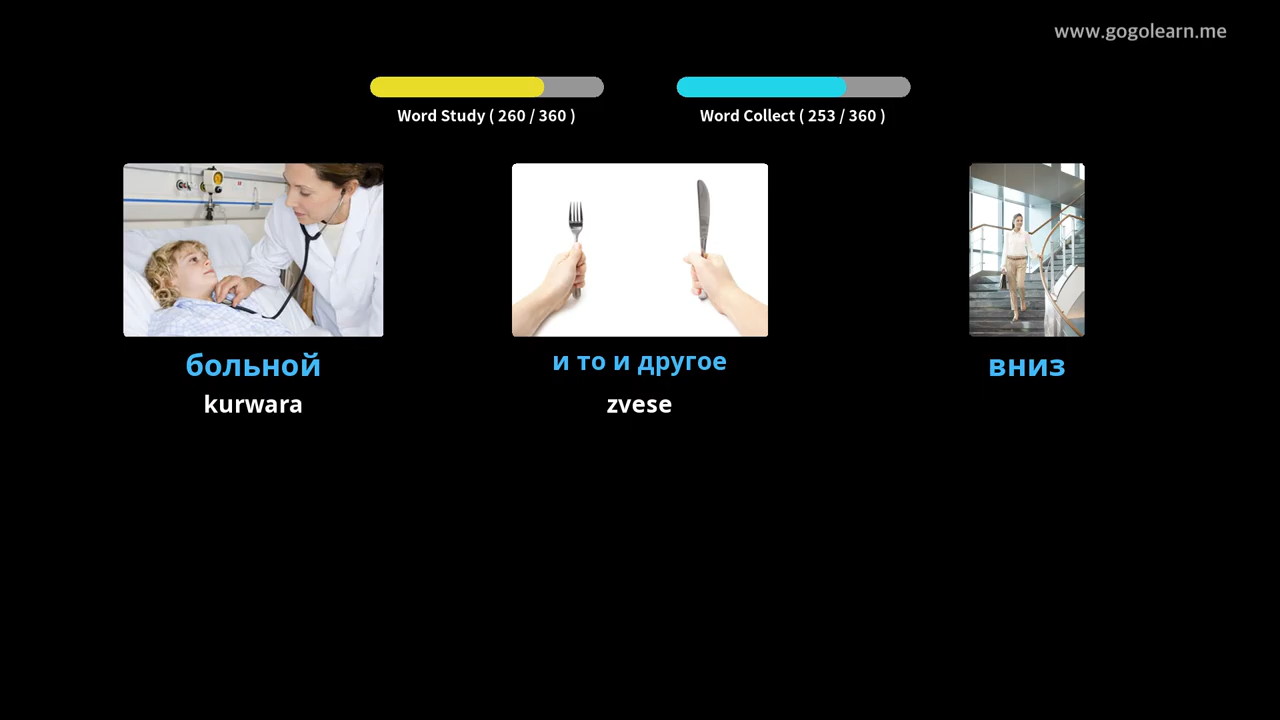 www.gogolearn.me
Word Study ( 260 / 360 )
Word Collect ( 253 / 360 )
больной
и то и другое
вниз
kurwara
zvese